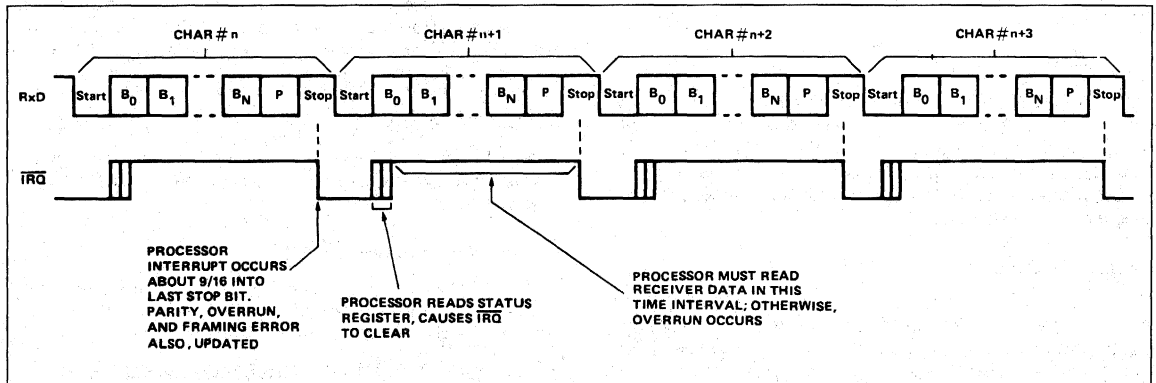 CHAR # n CHAR # n+1 CHAR # n+2 CHAR # n+3
RxD Start B0 B1 BN P Stop Start B0 B1 BN P Stop Start B0 B1 BN P Stop Start B0 B1 BN P Stop
IRQ
PROCESSOR
INTERRUPT OCCURS
ABOUT 9/16 INTO
LAST STOP BIT.
PARITY, OVERRUN,
AND FRAMING ERROR
ALSO, UPDATED
PROCESSOR READS STATUS
REGISTER, CAUSES IRQ
TO CLEAR
PROCESSOR MUST READ
RECEIVER DATA IN THIS
TIME INTERVAL; OTHERWISE,
OVERRUN OCCURS